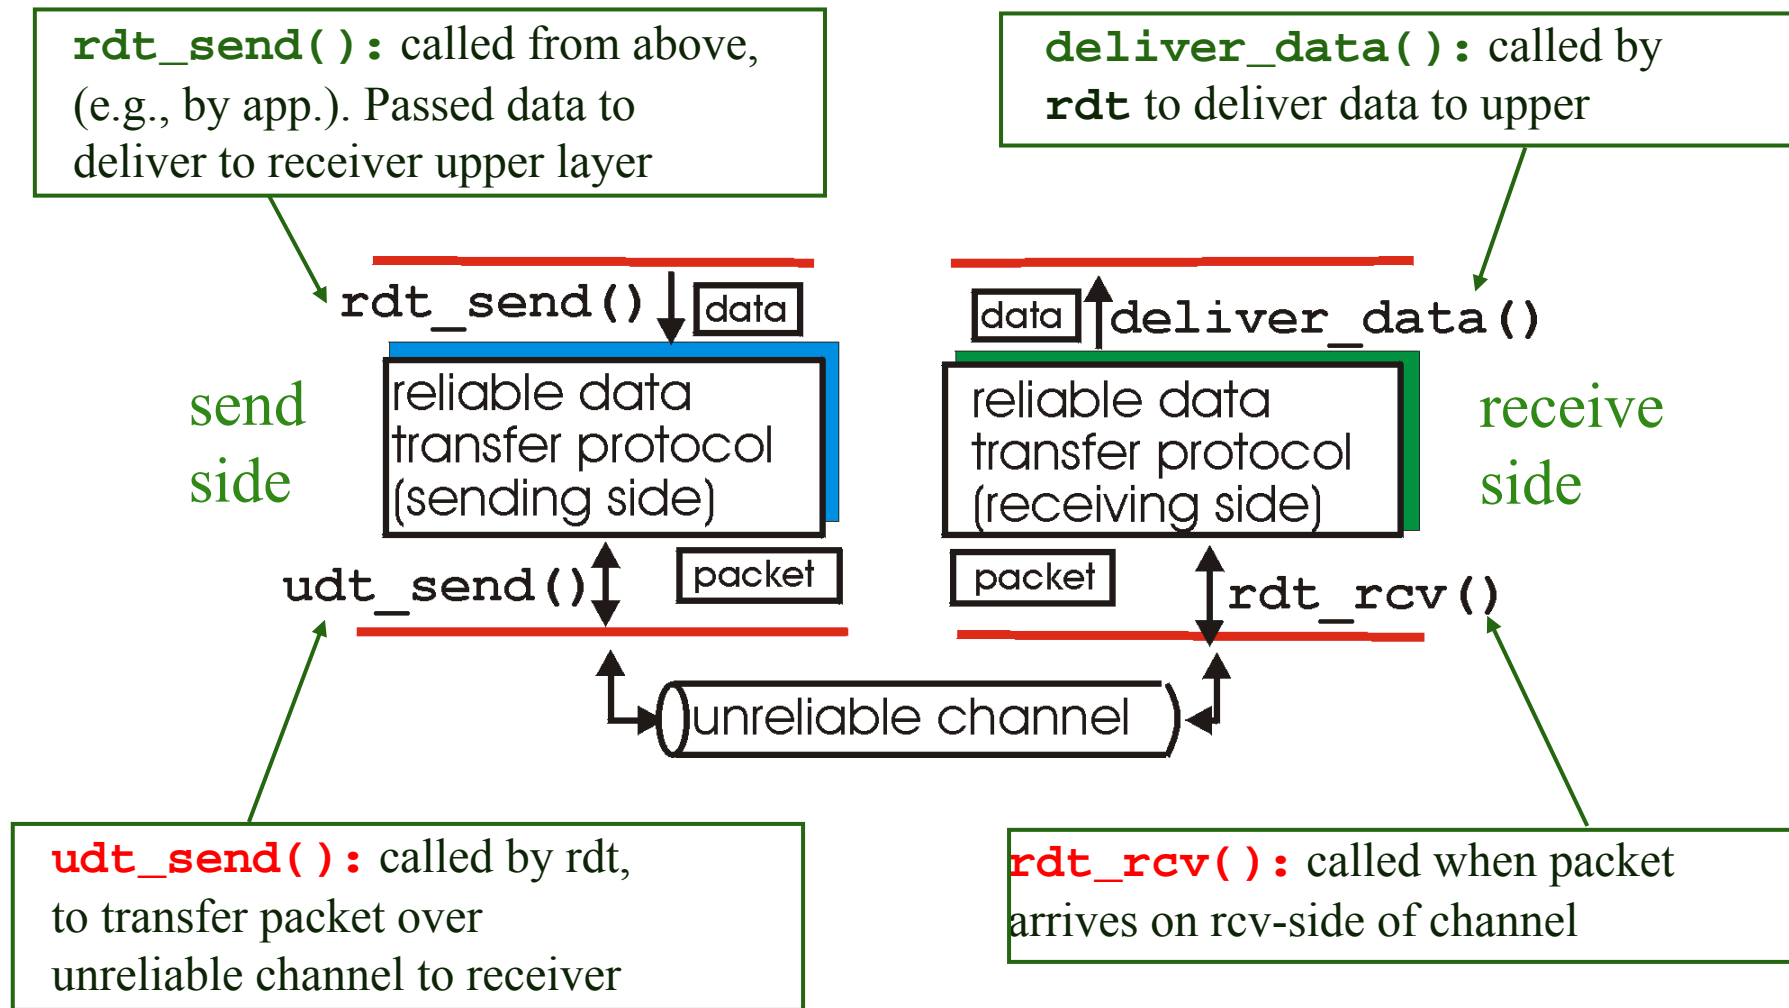 rdt_send(): called from above,
(e.g., by app.). Passed data to
deliver to receiver upper layer
deliver_data(): called by
rdt to deliver data to upper
rdt_send()
data
data
deliver_data()
send
side
reliable data
transfer protocol
(sending side)
reliable data
transfer protocol
(receiving side)
receive
side
udt_send()
packet
packet
rdt_rcv()
unreliable channel
udt_send(): called by rdt,
to transfer packet over
unreliable channel to receiver
rdt_rcv(): called when packet
arrives on rcv-side of channel